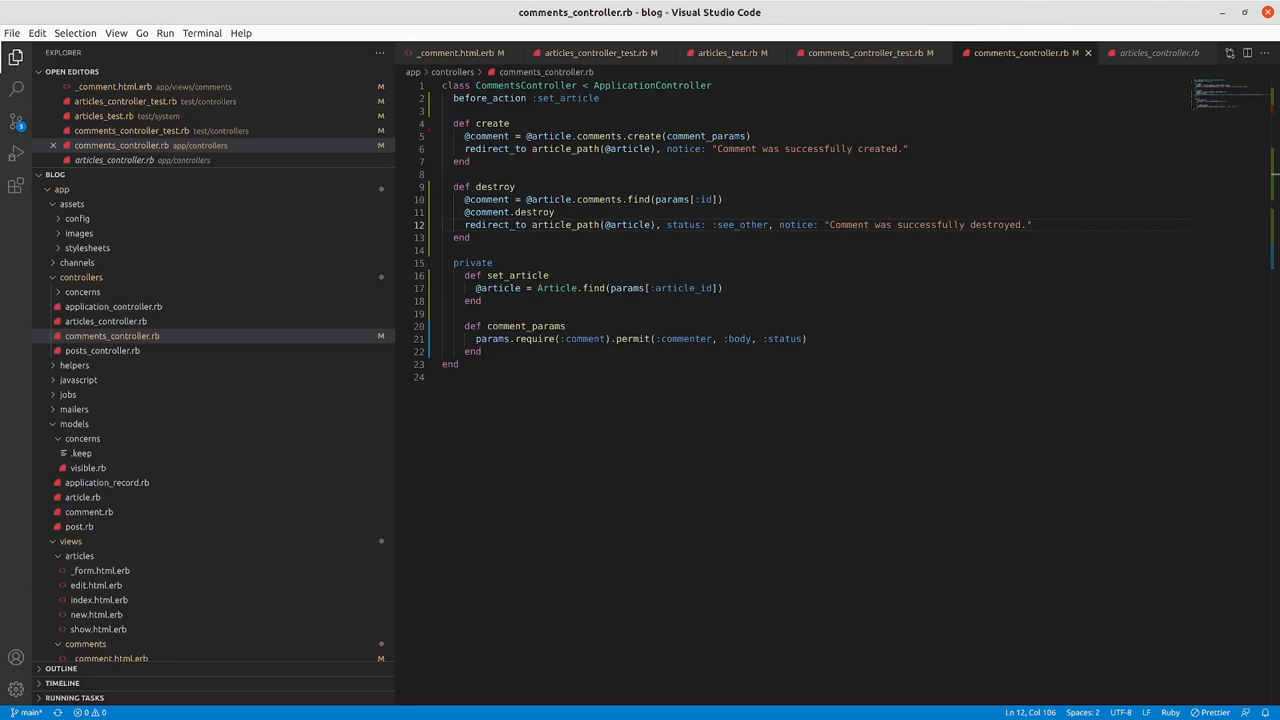 comments_controller.rb - blog - Visual Studio Code
File Edit Selection View Go Run Terminal Help
EXPLORER
OPEN EDITORS
_comment.html.erb app/views/comments M
articles_controller_test.rb test/controllers M
articles_test.rb test/system M
comments_controller_test.rb test/controllers M
comments_controller.rb app/controllers M
articles_controller.rb app/controllers
BLOG
app
assets
config
images
stylesheets
channels
controllers
concerns
application_controller.rb
articles_controller.rb
comments_controller.rb M
posts_controller.rb
helpers
javascript
jobs
mailers
models
concerns
.keep
visible.rb
application_record.rb
article.rb
comment.rb
post.rb
views
articles
_form.html.erb
edit.html.erb
index.html.erb
new.html.erb
show.html.erb
comments
_comment.html.erb M
OUTLINE
TIMELINE
RUNNING TASKS
_comment.html.erb M articles_controller_test.rb M articles_test.rb M comments_controller_test.rb M comments_controller.rb M articles_controller.rb
app > controllers > comments_controller.rb
1 class CommentsController < ApplicationController
2 before_action :set_article
3
4 def create
5 @comment = @article.comments.create(comment_params)
6 redirect_to article_path(@article), notice: "Comment was successfully created."
7 end
8
9 def destroy
10 @comment = @article.comments.find(params[:id])
11 @comment.destroy
12 redirect_to article_path(@article), status: :see_other, notice: "Comment was successfully destroyed."
13 end
14
15 private
16 def set_article
17 @article = Article.find(params[:article_id])
18 end
19
20 def comment_params
21 params.require(:comment).permit(:commenter, :body, :status)
22 end
23 end
24
main* 0 0 Ln 12, Col 106 Spaces: 2 UTF-8 LF Ruby Prettier